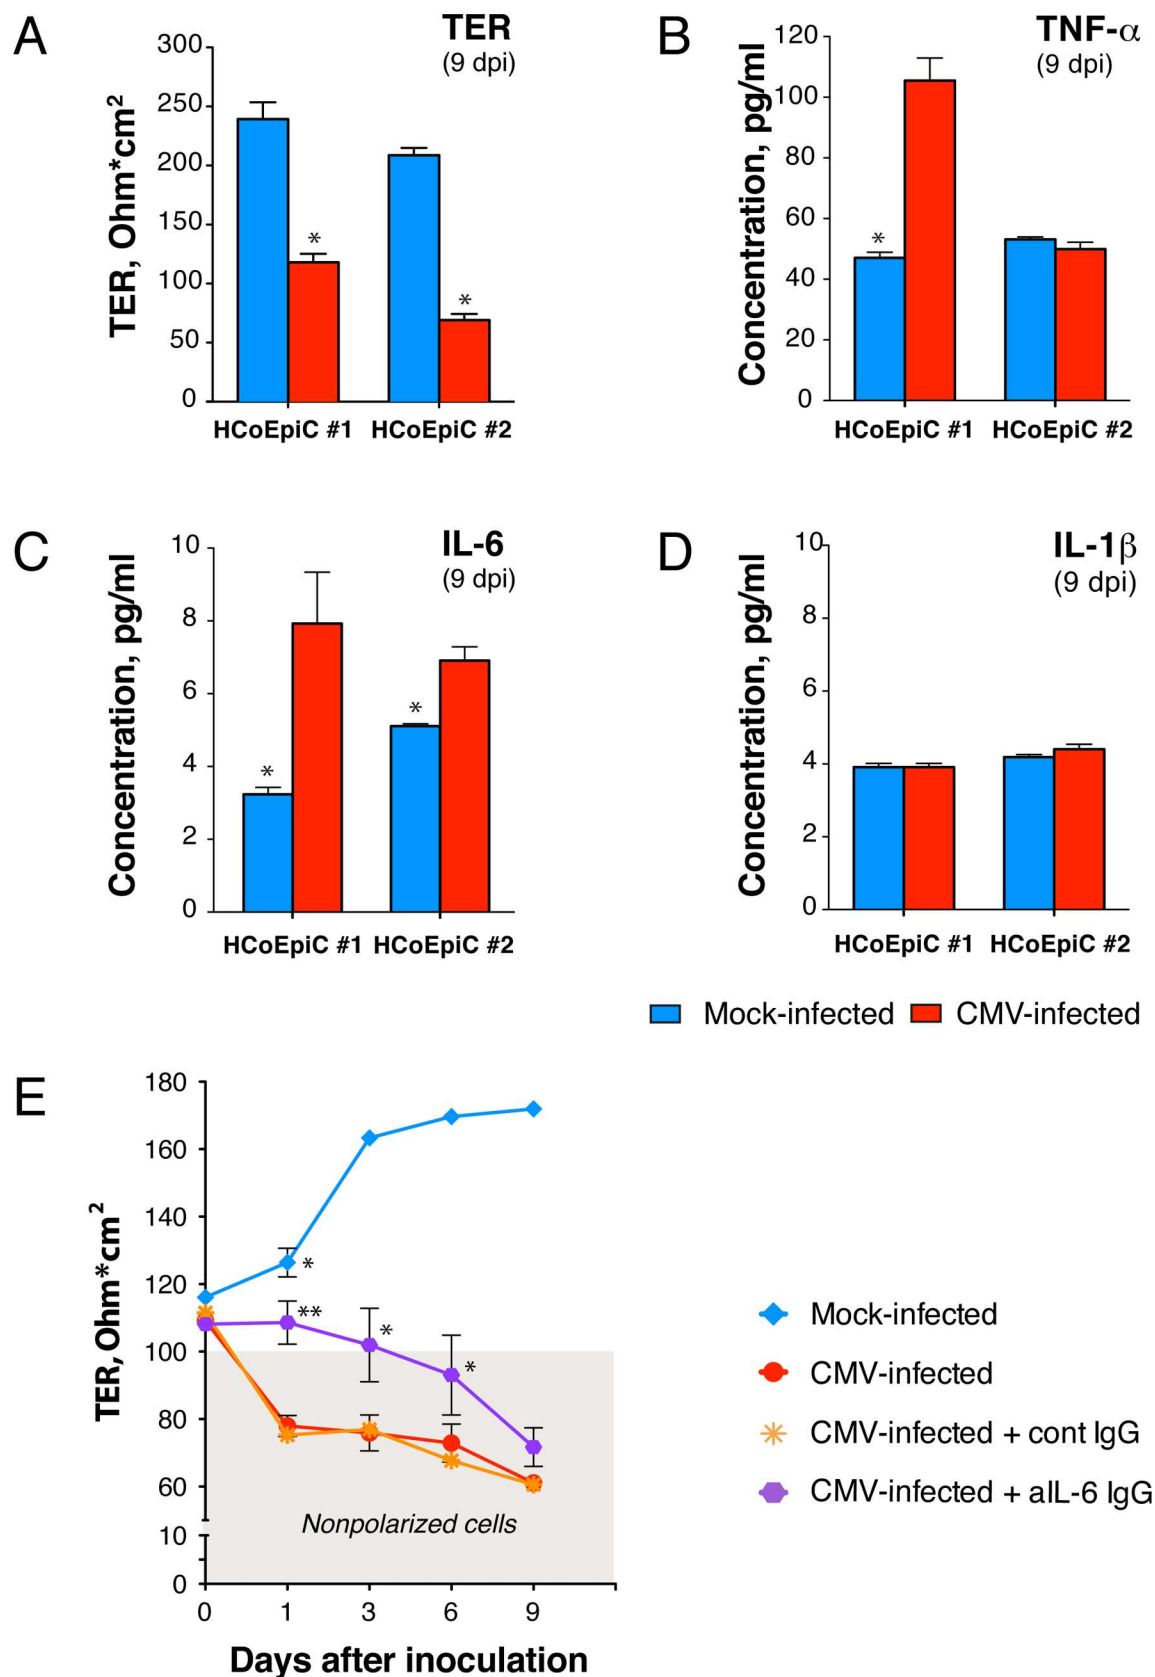 A
TER
(9 dpi)
TER, Ohm*cm²
300
250
200
150
100
50
0
*
*
HCoEpiC #1 HCoEpiC #2
B
TNF-α
(9 dpi)
Concentration, pg/ml
120
100
80
60
40
20
0
*
HCoEpiC #1 HCoEpiC #2
C
IL-6
(9 dpi)
Concentration, pg/ml
10
8
6
4
2
0
*
*
HCoEpiC #1 HCoEpiC #2
D
IL-1β
(9 dpi)
Concentration, pg/ml
10
8
6
4
2
0
HCoEpiC #1 HCoEpiC #2
Mock-infected CMV-infected
E
TER, Ohm*cm²
180
160
140
120
100
80
60
10
0
*
**
*
*
Nonpolarized cells
0 1 3 6 9
Days after inoculation
Mock-infected
CMV-infected
CMV-infected + cont IgG
CMV-infected + aIL-6 IgG